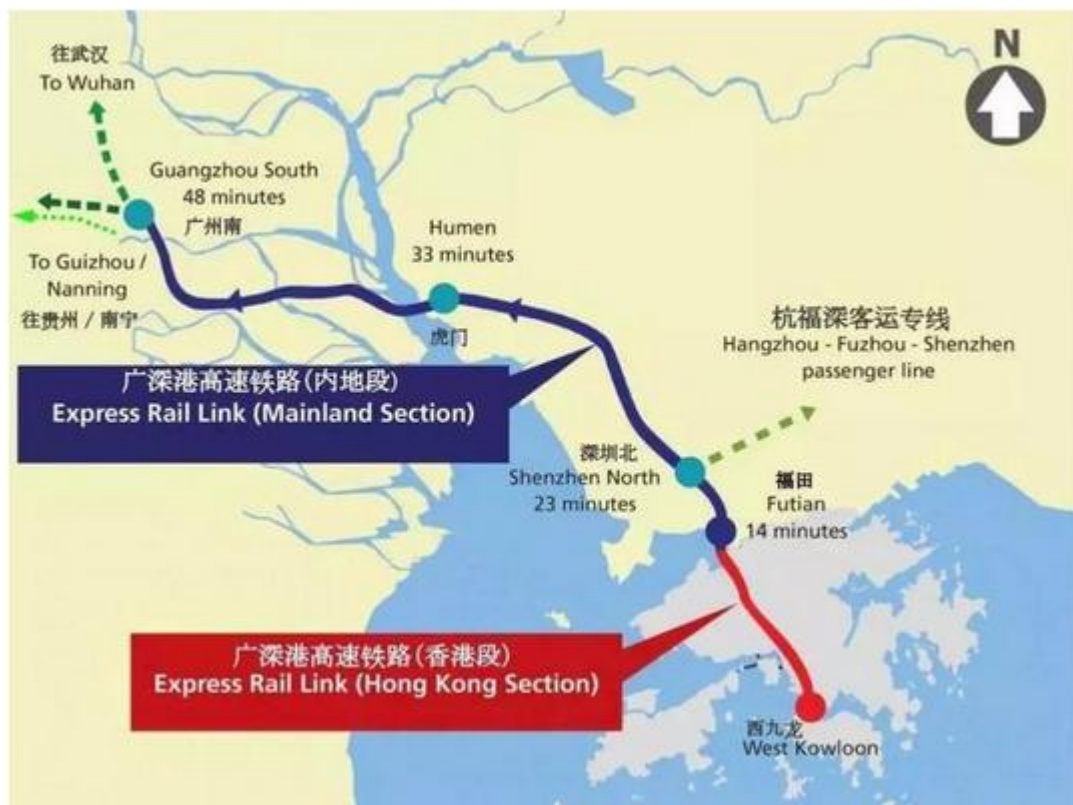 往武汉
To Wuhan
N
Guangzhou South
48 minutes
广州南
Humen
33 minutes
虎门
To Guizhou /
Nanning
往贵州 / 南宁
杭福深客运专线
Hangzhou - Fuzhou - Shenzhen
passenger line
广深港高速铁路(内地段)
Express Rail Link (Mainland Section)
深圳北
Shenzhen North
23 minutes
福田
Futian
14 minutes
广深港高速铁路(香港段)
Express Rail Link (Hong Kong Section)
西九龙
West Kowloon